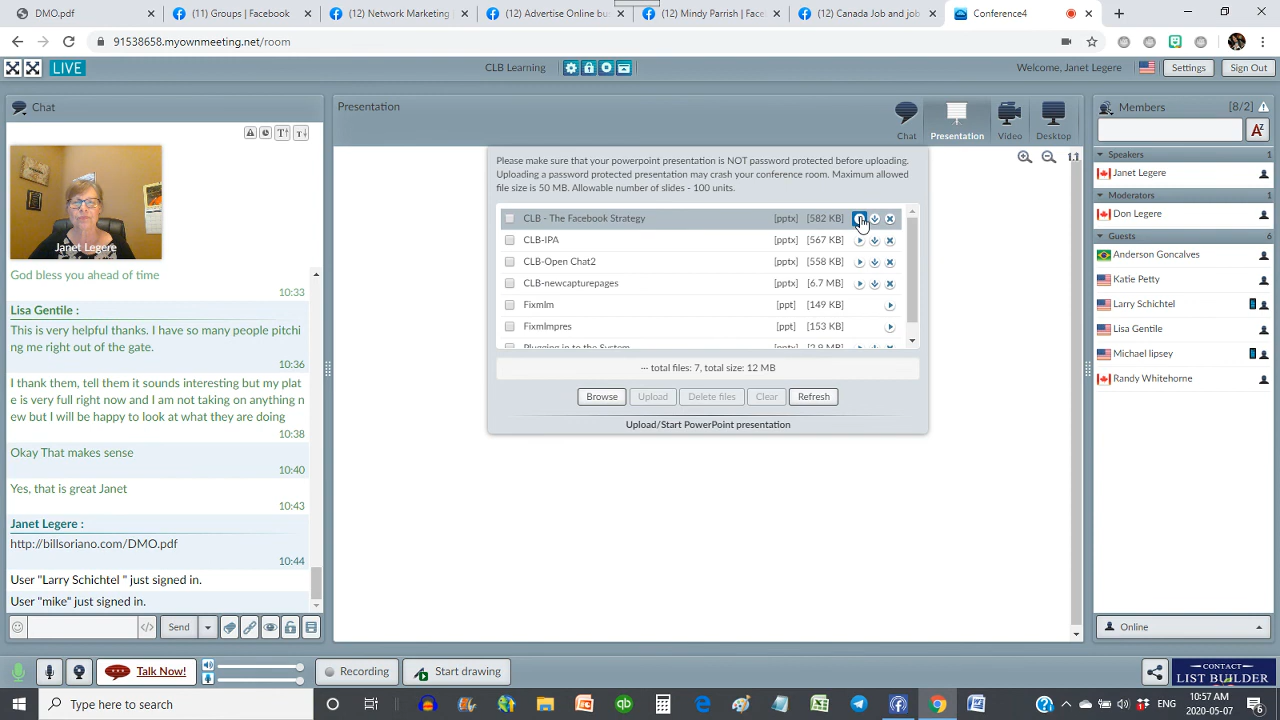 DMO.pdf
(11) Groups | Facebook
(12) Network Marketing
(12) Advertise Online bu
(12) Mindy Parrish | Face
(12) Canada Jab and job
Conference4
91538658.myownmeeting.net/room
LIVE
CLB Learning
Welcome, Janet Legere
Settings
Sign Out
Chat
Janet Legere
God bless you ahead of time
10:33
Lisa Gentile :
This is very helpful thanks. I have so many people pitchi
ng me right out of the gate.
10:36
I thank them, tell them it sounds interesting but my plat
e is very full right now and I am not taking on anything n
ew but I will be happy to look at what they are doing
10:38
Okay That makes sense
10:40
Yes, that is great Janet
10:43
Janet Legere :
http://billsoriano.com/DMO.pdf
10:44
User "Larry Schichtel " just signed in.
User "mike" just signed in.
Send
Presentation
Chat
Presentation
Video
Desktop
1:1
Please make sure that your powerpoint presentation is NOT password protected before uploading.
Uploading a password protected presentation may crash your conference room. Maximum allowed
file size is 50 MB. Allowable number of slides - 100 units.
CLB - The Facebook Strategy [pptx] [582 KB]
CLB-IPA [pptx] [567 KB]
CLB-Open Chat2 [pptx] [558 KB]
CLB-newcapturepages [pptx] [6.7 MB]
Fixmlm [ppt] [149 KB]
Fixmlmpres [ppt] [153 KB]
Plugging in to the System [pptx] [2.9 MB]
--- total files: 7, total size: 12 MB
Browse
Upload
Delete files
Clear
Refresh
Upload/Start PowerPoint presentation
Members [8/2]
Speakers 1
Janet Legere
Moderators 1
Don Legere
Guests 6
Anderson Goncalves
Katie Petty
Larry Schichtel
Lisa Gentile
Michael lipsey
Randy Whitehorne
Online
Talk Now!
Recording
Start drawing
CONTACT
LIST BUILDER
Type here to search
ENG
10:57 AM
2020-05-07
6